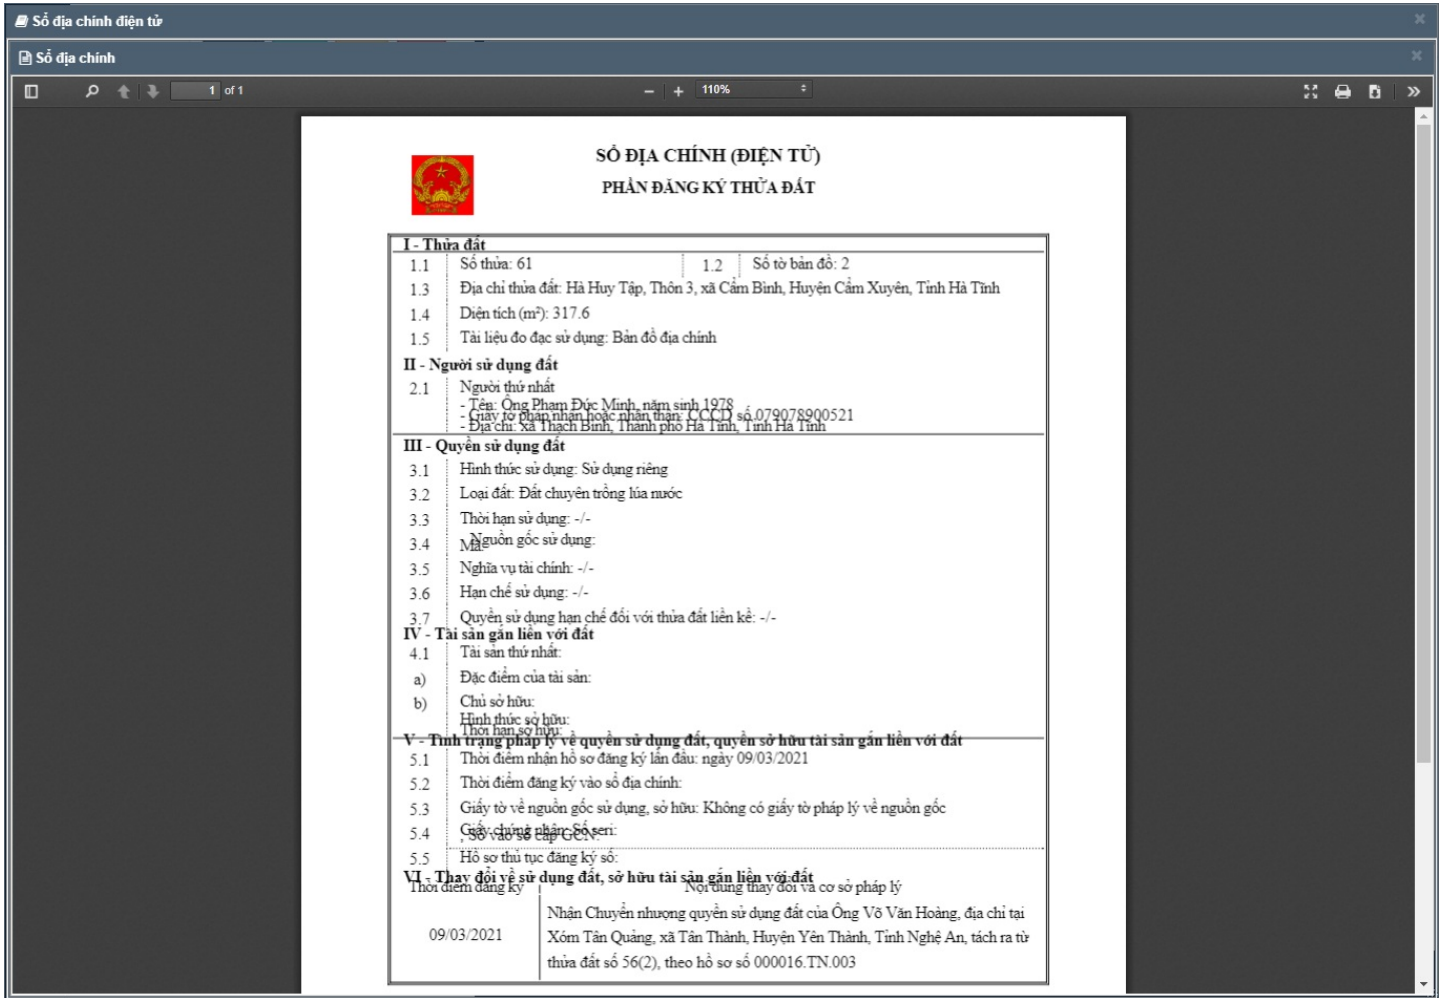 Sổ địa chính điện tử
Sổ địa chính
1 of 1
110%
SỔ ĐỊA CHÍNH (ĐIỆN TỬ)
PHẦN ĐĂNG KÝ THỬA ĐẤT
I - Thửa đất
1.1 Số thửa: 61 1.2 Số tờ bản đồ: 2
1.3 Địa chỉ thửa đất: Hà Huy Tập, Thôn 3, xã Cẩm Bình, Huyện Cẩm Xuyên, Tỉnh Hà Tĩnh
1.4 Diện tích (m²): 317.6
1.5 Tài liệu đo đạc sử dụng: Bản đồ địa chính
II - Người sử dụng đất
2.1 Người thứ nhất
- Tên: Ông Phạm Đức Minh, năm sinh 1978
- Giấy tờ pháp nhân hoặc nhân thân: CCCD số 079078900521
- Địa chỉ: xã Thạch Bình, Thành phố Hà Tĩnh, Tỉnh Hà Tĩnh
III - Quyền sử dụng đất
3.1 Hình thức sử dụng: Sử dụng riêng
3.2 Loại đất: Đất chuyên trồng lúa nước
3.3 Thời hạn sử dụng: -/-
3.4 Nguồn gốc sử dụng:
Mã:
3.5 Nghĩa vụ tài chính: -/-
3.6 Hạn chế sử dụng: -/-
3.7 Quyền sử dụng hạn chế đối với thửa đất liền kề: -/-
IV - Tài sản gắn liền với đất
4.1 Tài sản thứ nhất:
a) Đặc điểm của tài sản:
b) Chủ sở hữu:
Hình thức sở hữu:
Thời hạn sở hữu:
V - Tình trạng pháp lý về quyền sử dụng đất, quyền sở hữu tài sản gắn liền với đất
5.1 Thời điểm nhận hồ sơ đăng ký lần đầu: ngày 09/03/2021
5.2 Thời điểm đăng ký vào sổ địa chính:
5.3 Giấy tờ về nguồn gốc sử dụng, sở hữu: Không có giấy tờ pháp lý về nguồn gốc
5.4 Giấy chứng nhận: Số seri:
, Số vào sổ cấp GCN:
5.5 Hồ sơ thủ tục đăng ký số:
VI - Thay đổi về sử dụng đất, sở hữu tài sản gắn liền với đất
Thời điểm đăng ký Nội dung thay đổi và cơ sở pháp lý
Nhận Chuyển nhượng quyền sử dụng đất của Ông Võ Văn Hoàng, địa chỉ tại
09/03/2021 Xóm Tân Quảng, xã Tân Thành, Huyện Yên Thành, Tỉnh Nghệ An, tách ra từ
thửa đất số 56(2), theo hồ sơ số 000016.TN.003